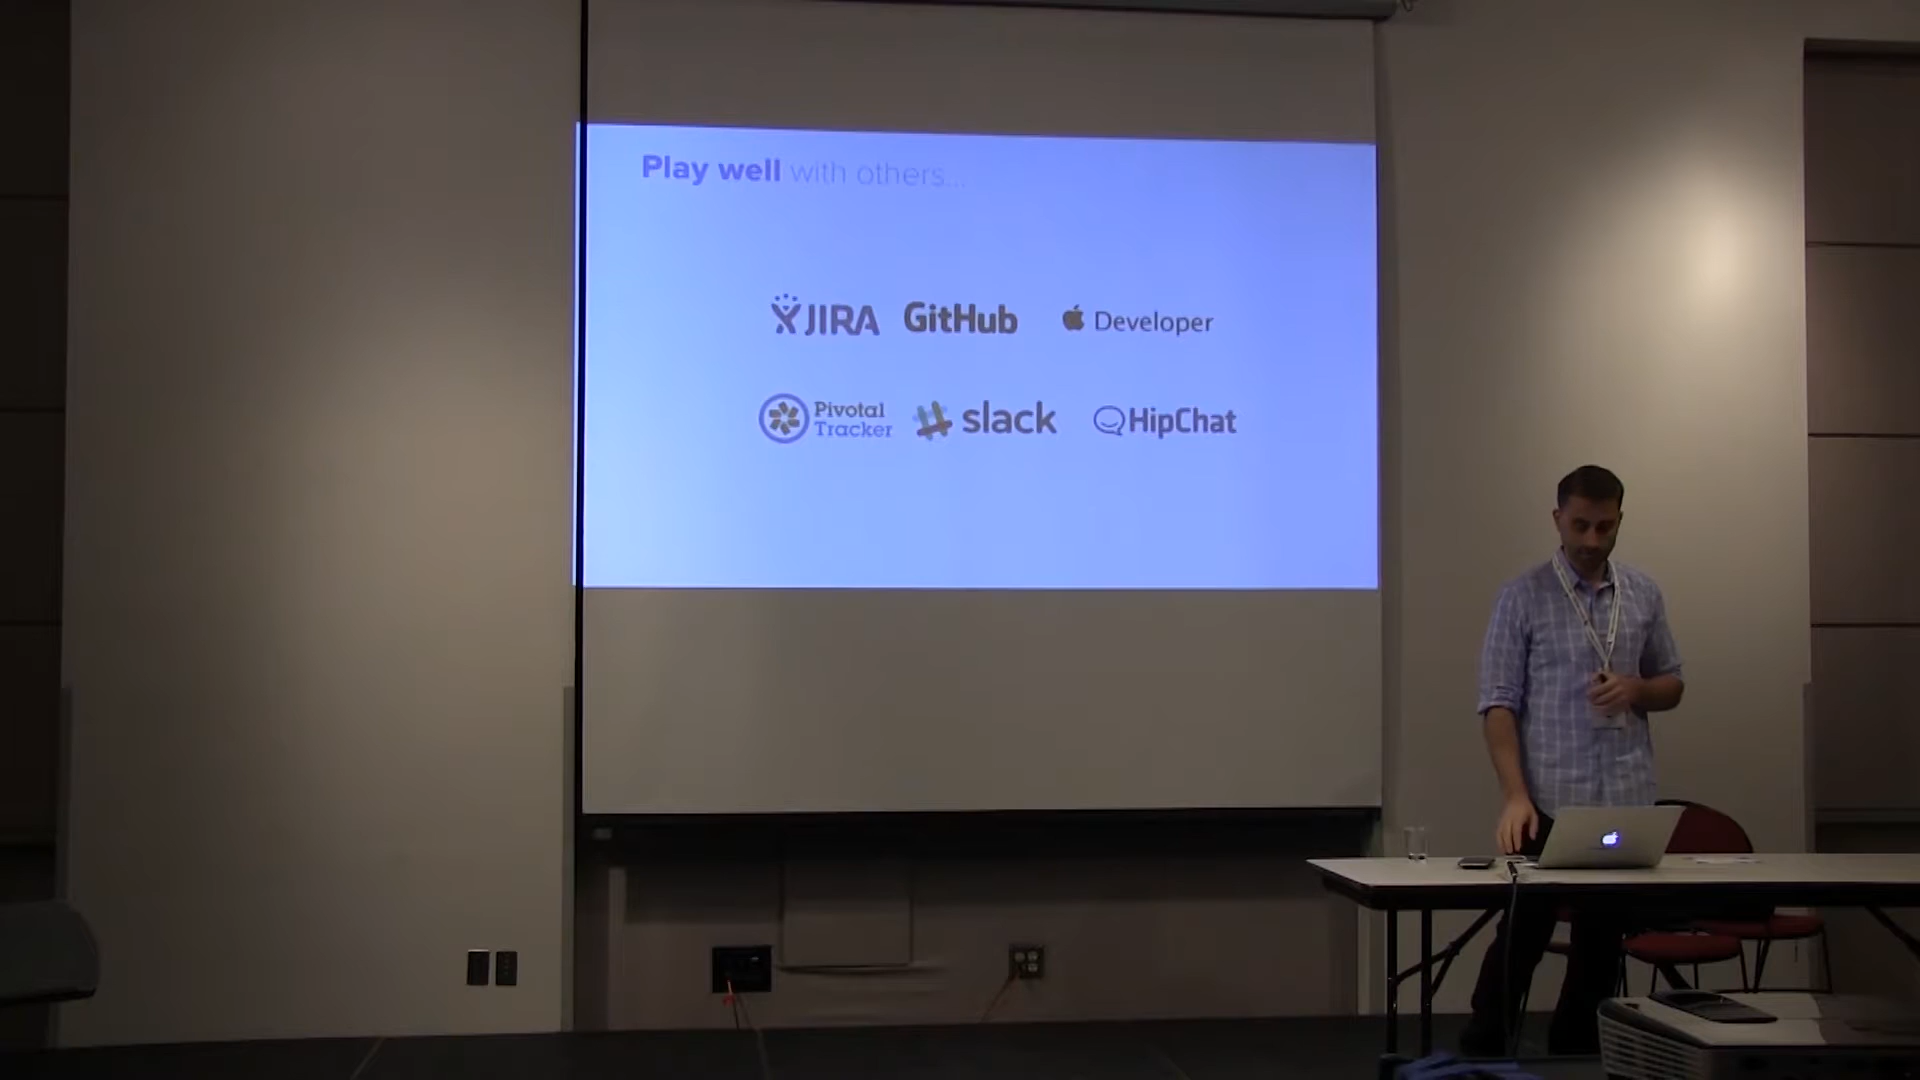 Play well with others...
JIRA GitHub Developer
Pivotal Tracker slack HipChat